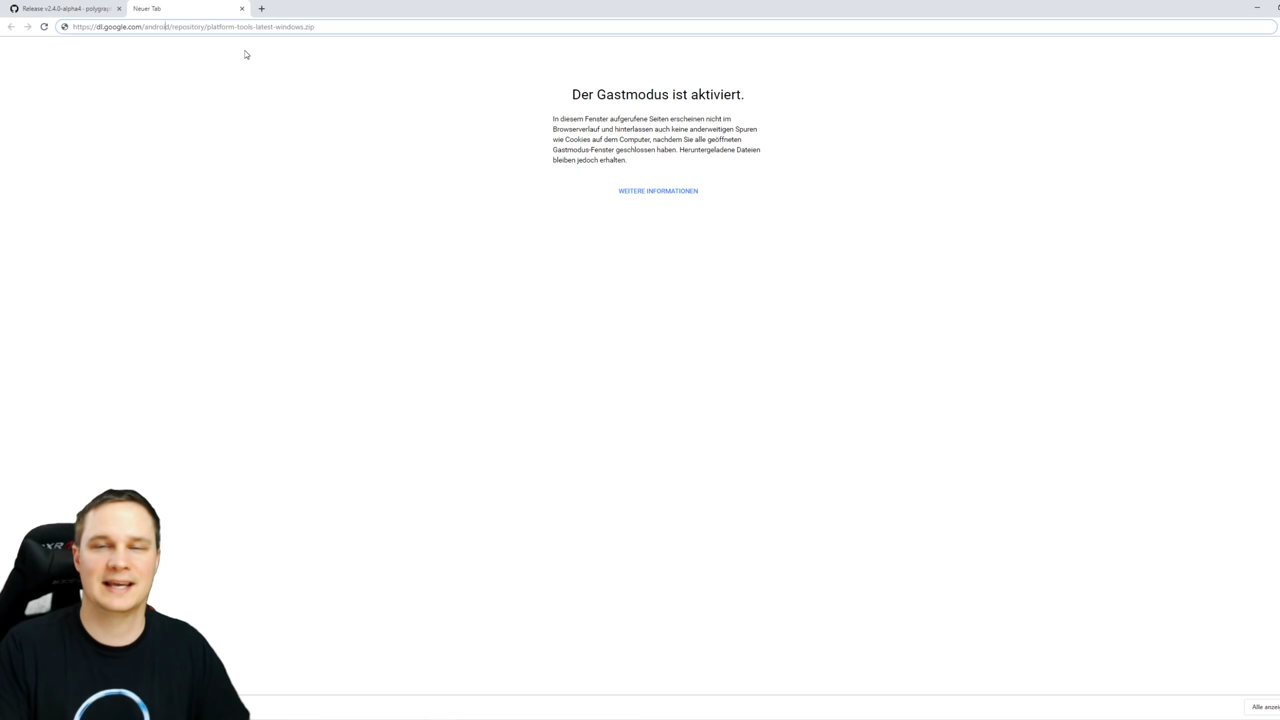 Release v2.4.0-alpha4 · polygrap
Neuer Tab
https://dl.google.com/android/repository/platform-tools-latest-windows.zip
Der Gastmodus ist aktiviert.
In diesem Fenster aufgerufene Seiten erscheinen nicht im
Browserverlauf und hinterlassen auch keine anderweitigen Spuren
wie Cookies auf dem Computer, nachdem Sie alle geöffneten
Gastmodus-Fenster geschlossen haben. Heruntergeladene Dateien
bleiben jedoch erhalten.
WEITERE INFORMATIONEN
Alle anzei